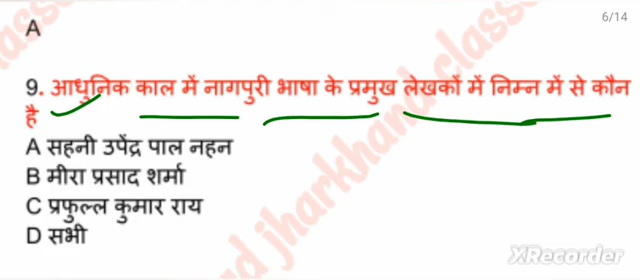 6/14
A
9. आधुनिक काल में नागपुरी भाषा के प्रमुख लेखकों में निम्न में से कौन
है
A सहनी उपेंद्र पाल नहन
B मीरा प्रसाद शर्मा
C प्रफुल्ल कुमार राय
D सभी
XRecorder